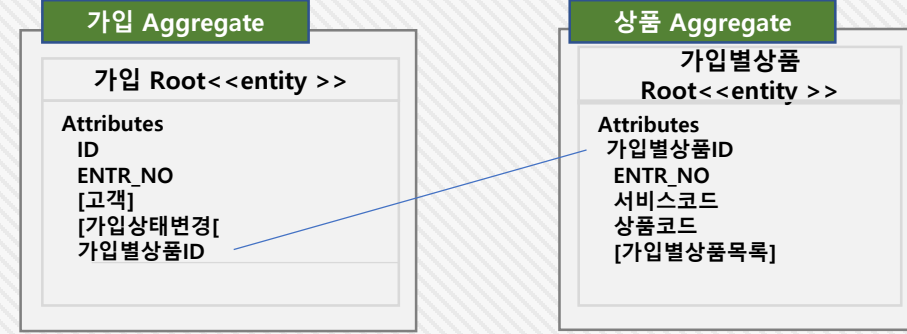 가입 Aggregate
가입 Root<<entity >>
Attributes
ID
ENTR_NO
[고객]
[가입상태변경[
가입별상품ID
상품 Aggregate
가입별상품
Root<<entity >>
Attributes
가입별상품ID
ENTR_NO
서비스코드
상품코드
[가입별상품목록]